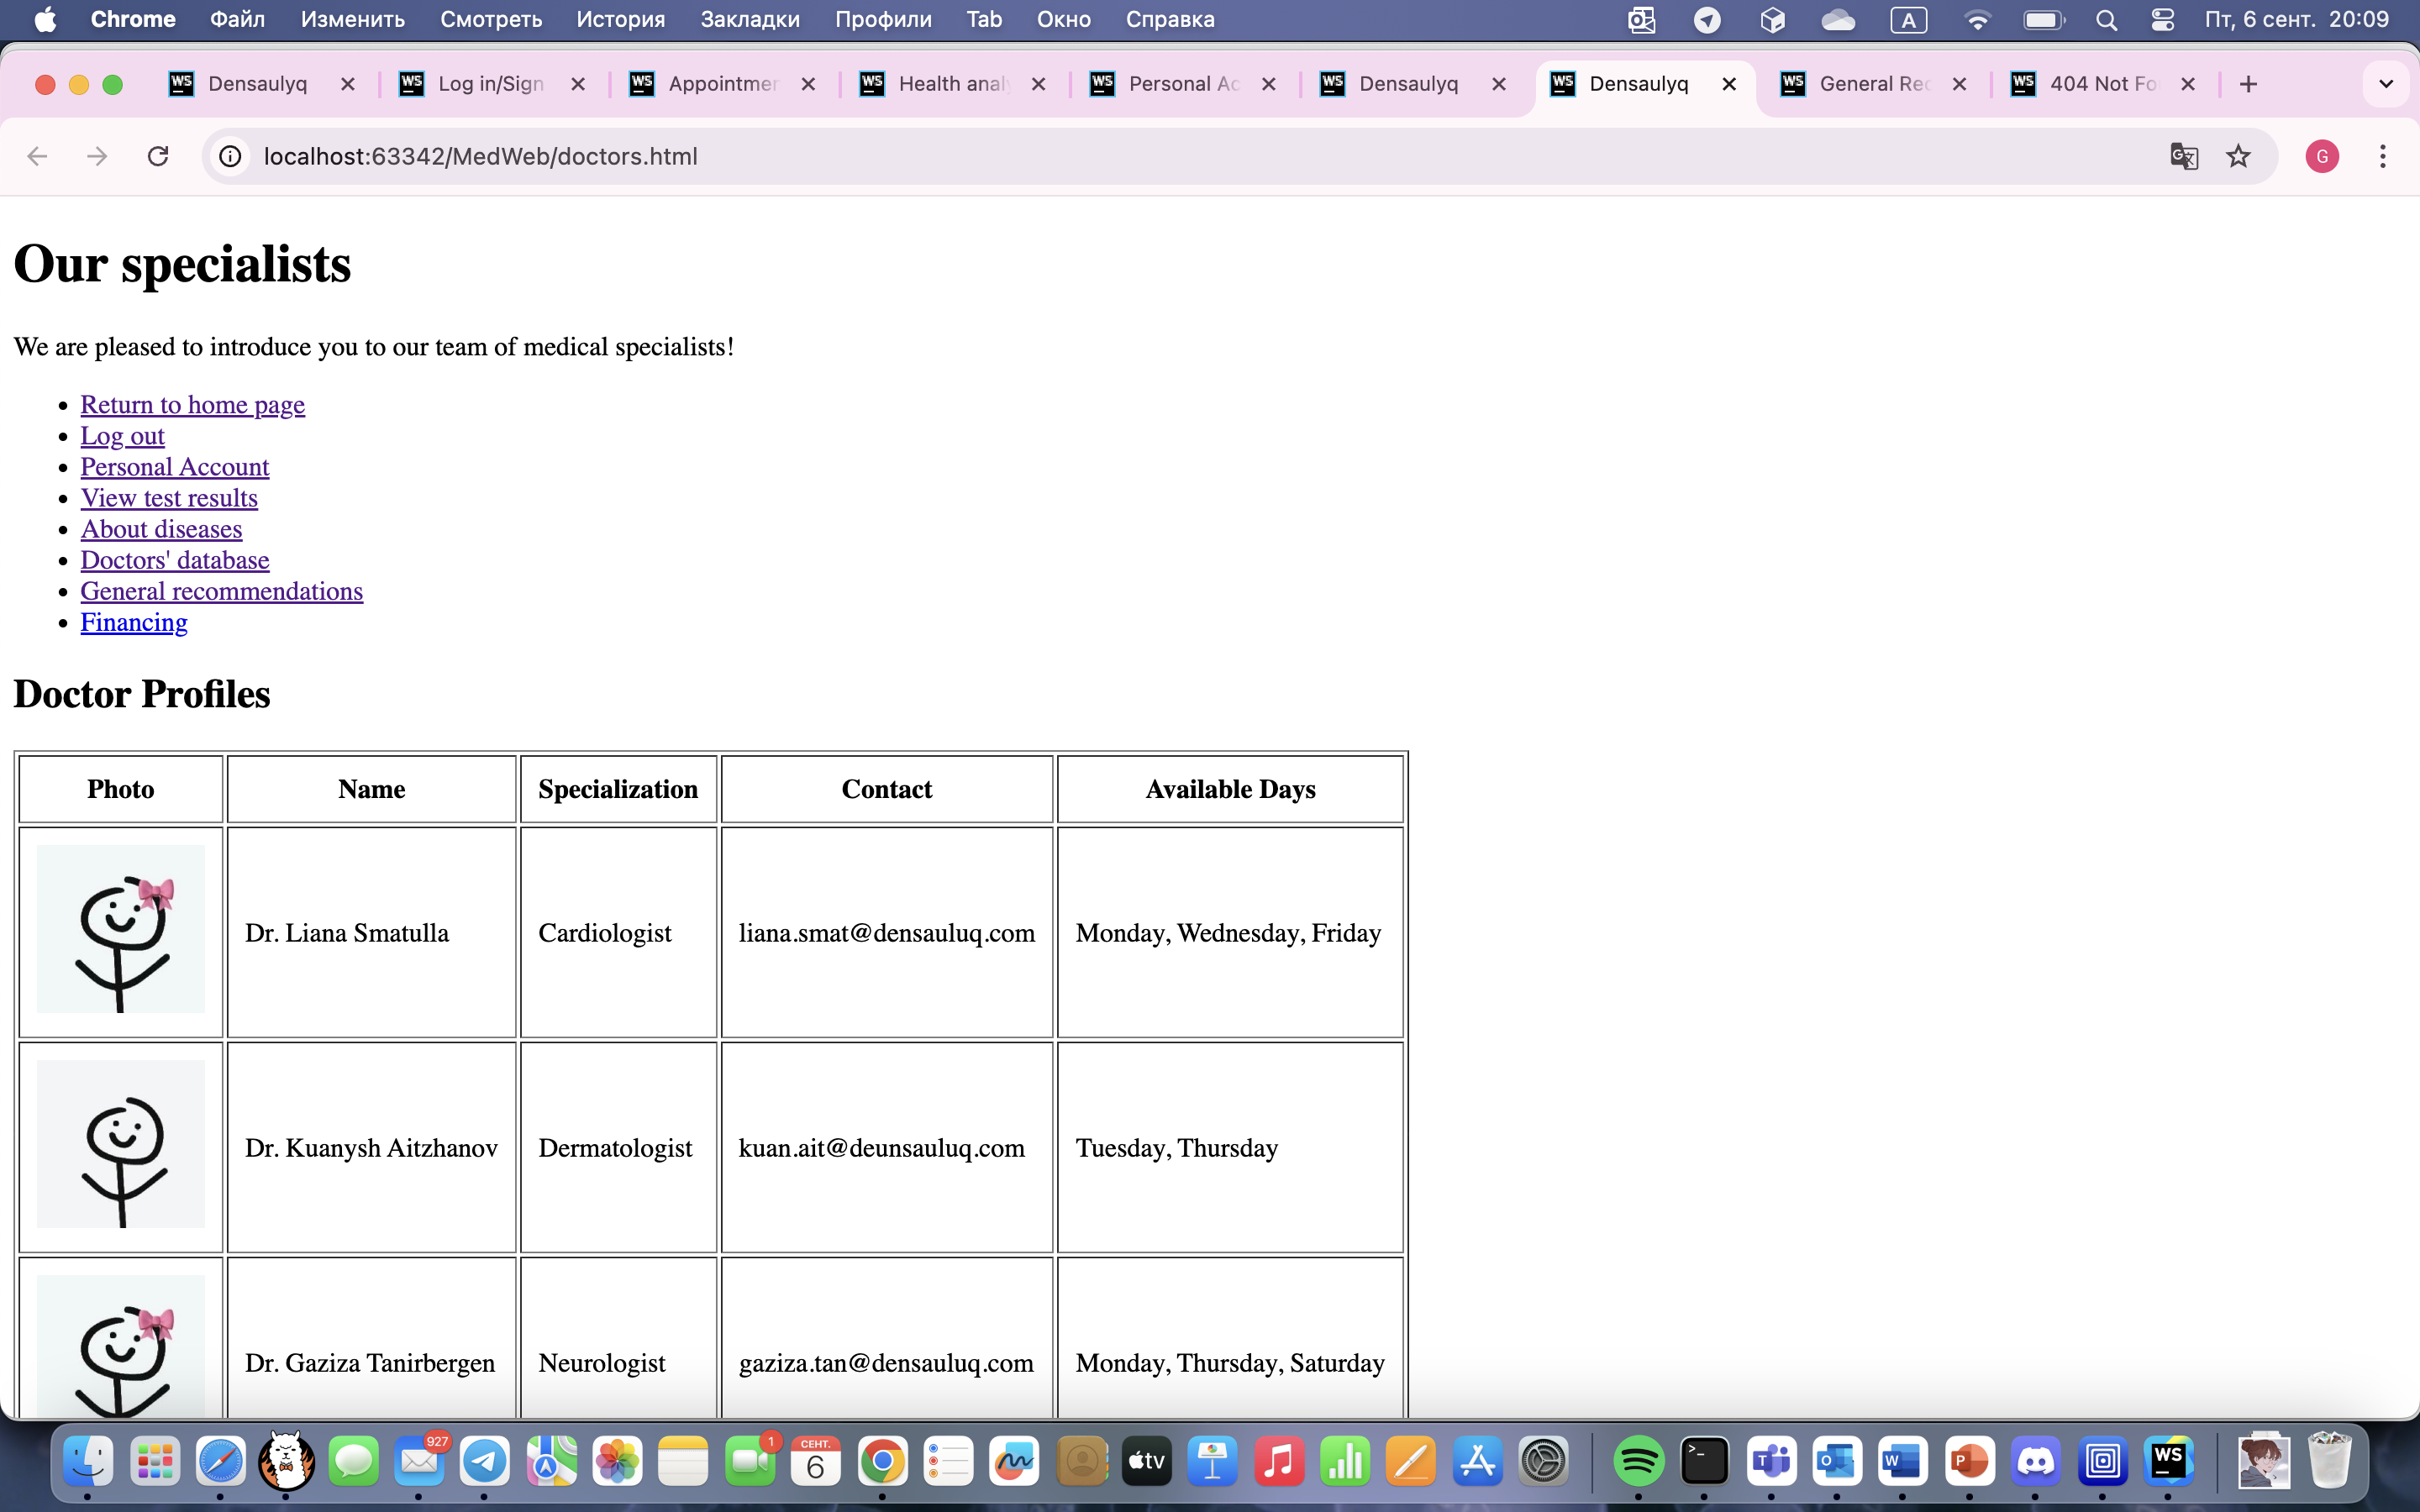 Chrome Файл Изменить Смотреть История Закладки Профили Tab Окно Справка A Пт, 6 сент. 20:09
WS Densaulyq WS Log in/Sign WS Appointmen WS Health anal WS Personal Ac WS Densaulyq WS Densaulyq WS General Rec WS 404 Not Fo
localhost:63342/MedWeb/doctors.html G
Our specialists
We are pleased to introduce you to our team of medical specialists!
Return to home page
Log out
Personal Account
View test results
About diseases
Doctors' database
General recommendations
Financing
Doctor Profiles
Photo Name Specialization Contact Available Days
Dr. Liana Smatulla Cardiologist liana.smat@densauluq.com Monday, Wednesday, Friday
Dr. Kuanysh Aitzhanov Dermatologist kuan.ait@deunsauluq.com Tuesday, Thursday
Dr. Gaziza Tanirbergen Neurologist gaziza.tan@densauluq.com Monday, Thursday, Saturday
927 1 СЕНТ. 6 tv WS